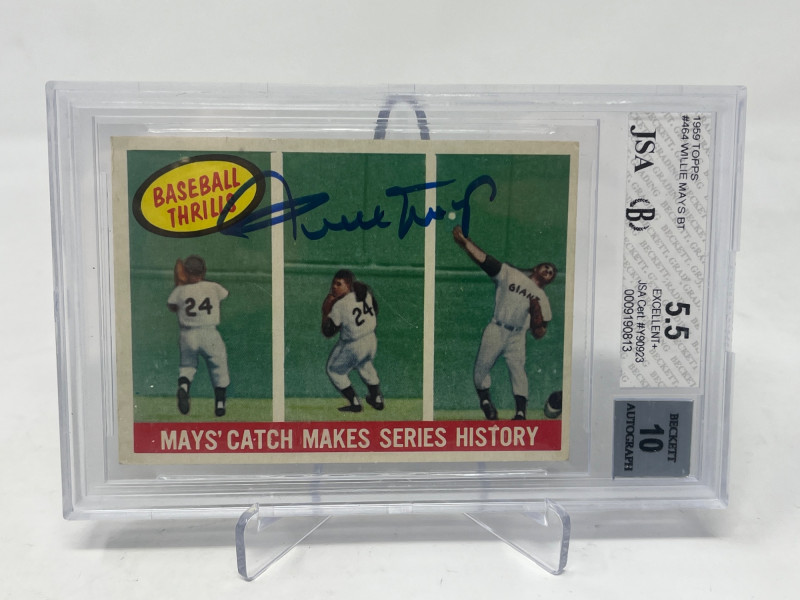 BASEBALL
THRILLS
Willie Mays
24
24
GIANT
MAYS' CATCH MAKES SERIES HISTORY
1959 TOPPS
#464 WILLIE MAYS BT
JSA
B
5.5
EXCELLENT+
JSA Cert #Y90923
0009190813
BECKETT
10
AUTOGRAPH